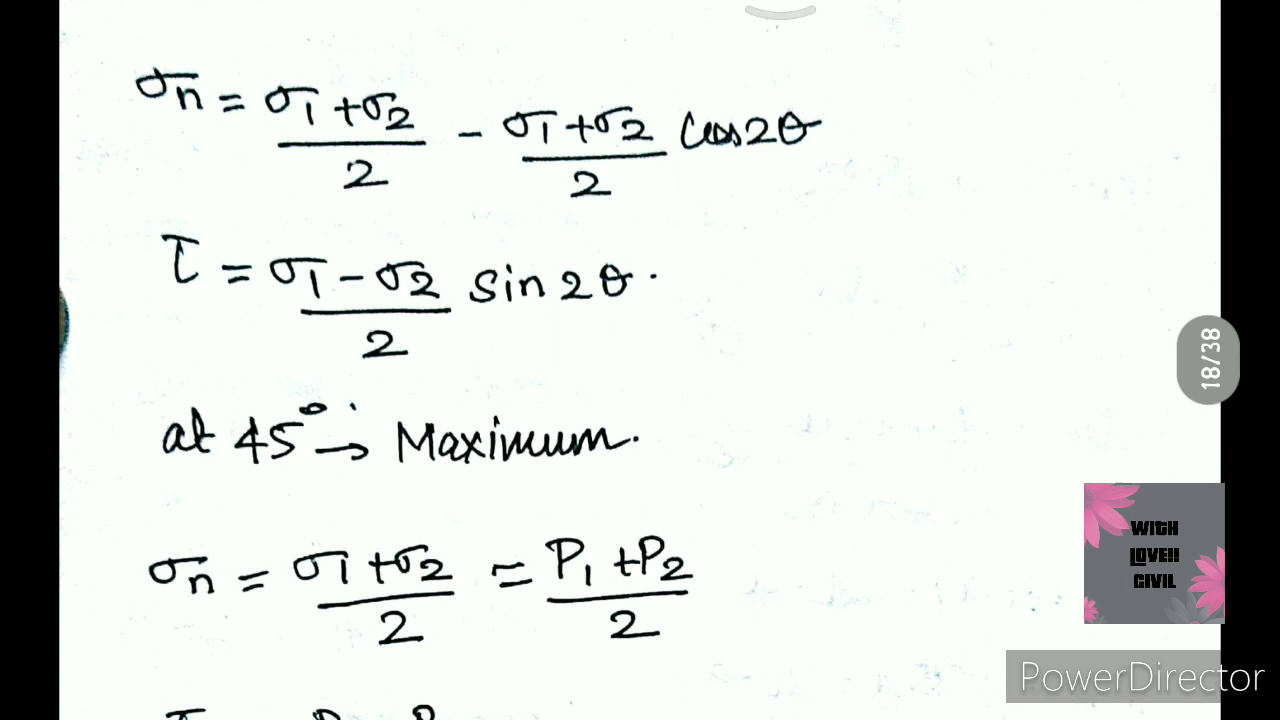 σn = σ1 + σ2 / 2 - σ1 + σ2 / 2 cos2θ
τ = σ1 - σ2 / 2 sin 2θ.
at 45° → Maximum.
σn = σ1 + σ2 / 2 = P1 + P2 / 2
18/38
WITH
LOVE!!
CIVIL
PowerDirector